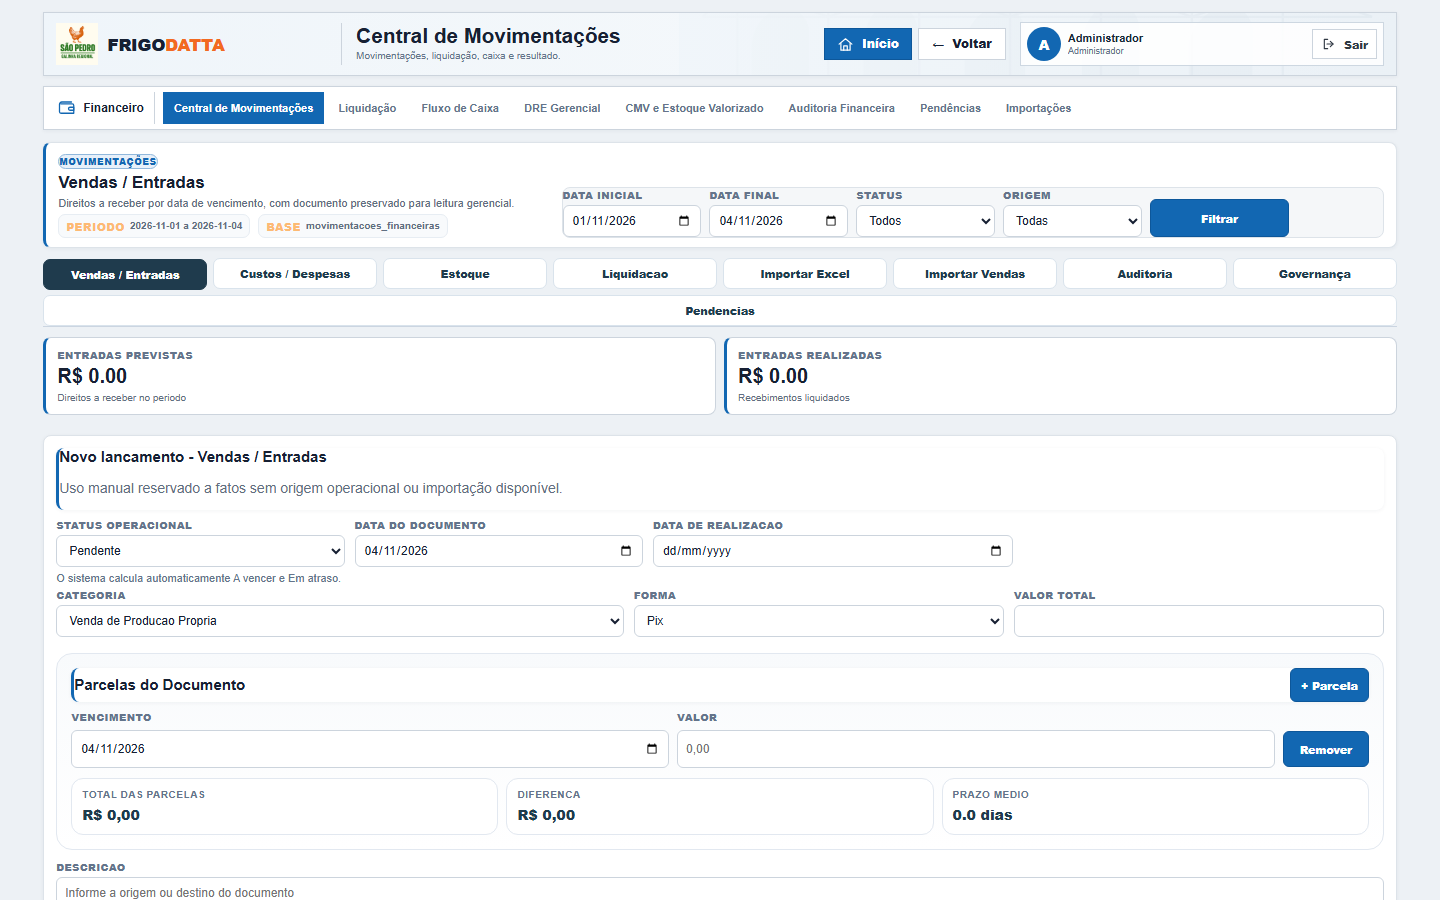 SÃO PEDRO
GALINHA REGIONAL
FRIGODATTA
Central de Movimentações
Movimentações, liquidação, caixa e resultado.
Início
← Voltar
A
Administrador
Administrador
Sair
Financeiro
Central de Movimentações
Liquidação
Fluxo de Caixa
DRE Gerencial
CMV e Estoque Valorizado
Auditoria Financeira
Pendências
Importações
MOVIMENTAÇÕES
Vendas / Entradas
Direitos a receber por data de vencimento, com documento preservado para leitura gerencial.
PERIODO 2026-11-01 a 2026-11-04
BASE movimentacoes_financeiras
DATA INICIAL
DATA FINAL
STATUS
ORIGEM
01/11/2026
04/11/2026
Todos
Todas
Filtrar
Vendas / Entradas
Custos / Despesas
Estoque
Liquidacao
Importar Excel
Importar Vendas
Auditoria
Governança
Pendencias
ENTRADAS PREVISTAS
R$ 0.00
Direitos a receber no periodo
ENTRADAS REALIZADAS
R$ 0.00
Recebimentos liquidados
Novo lancamento - Vendas / Entradas
Uso manual reservado a fatos sem origem operacional ou importação disponível.
STATUS OPERACIONAL
DATA DO DOCUMENTO
DATA DE REALIZACAO
Pendente
04/11/2026
dd/mm/yyyy
O sistema calcula automaticamente A vencer e Em atraso.
CATEGORIA
FORMA
VALOR TOTAL
Venda de Producao Propria
Pix
Parcelas do Documento
+ Parcela
VENCIMENTO
VALOR
04/11/2026
0,00
Remover
TOTAL DAS PARCELAS
R$ 0,00
DIFERENCA
R$ 0,00
PRAZO MEDIO
0.0 dias
DESCRICAO
Informe a origem ou destino do documento